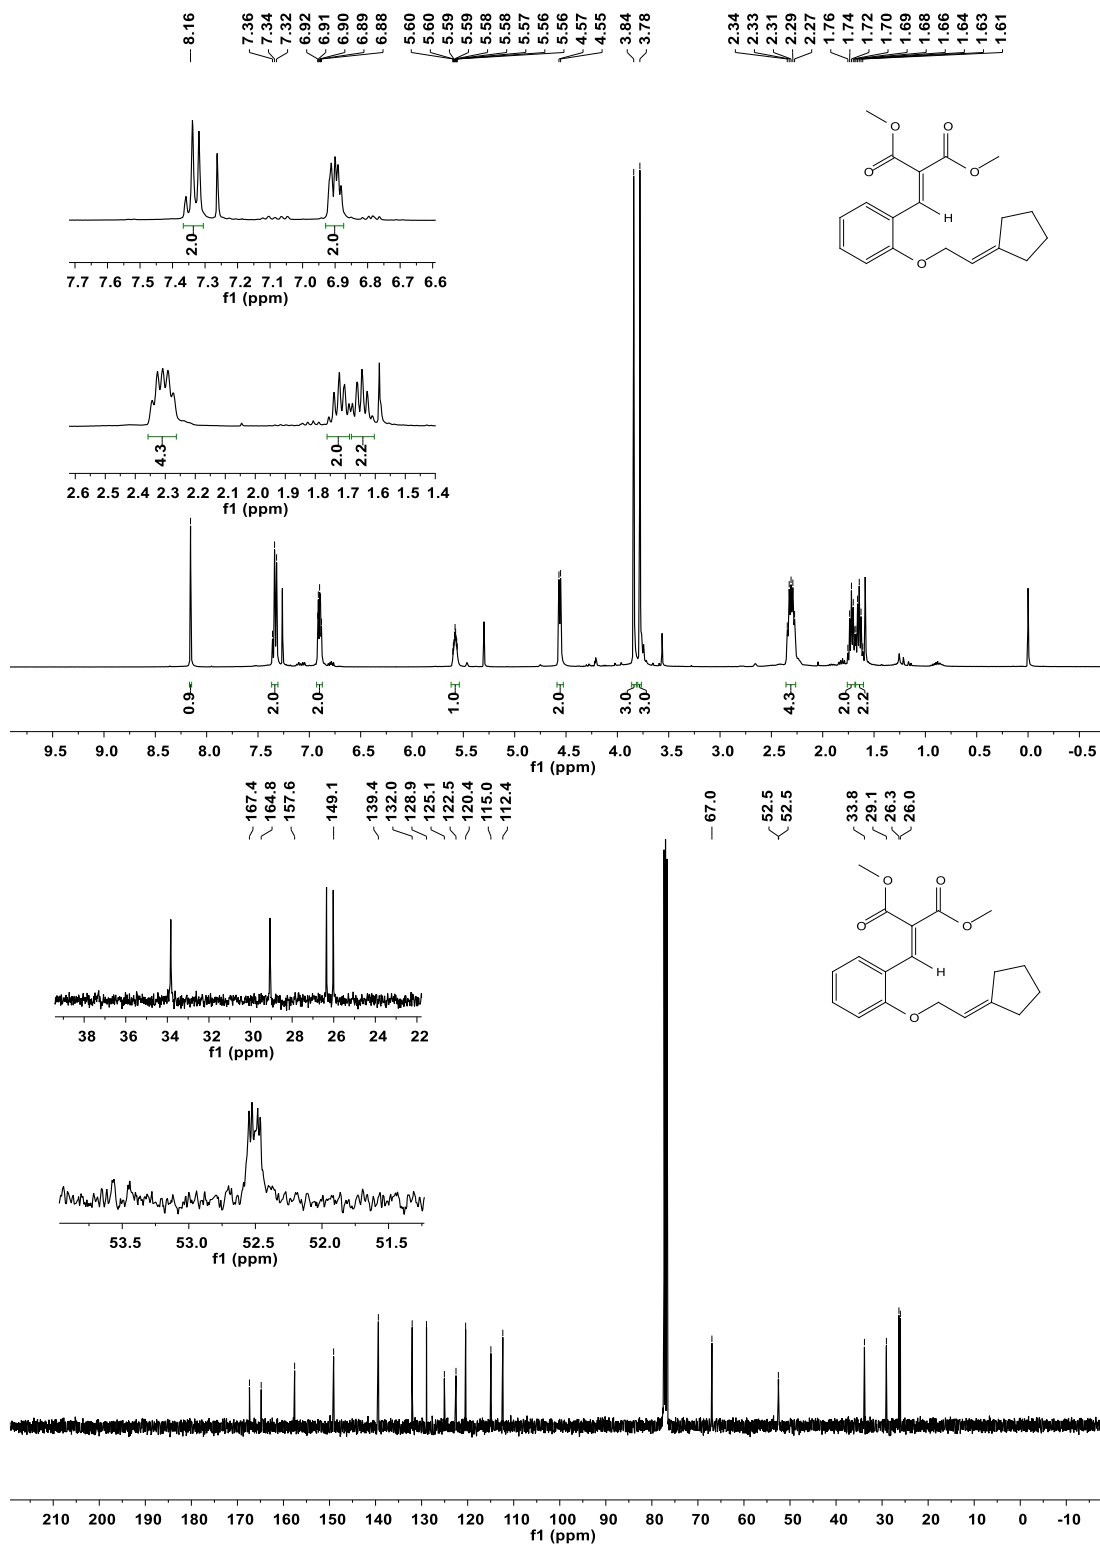 8.16 7.36 7.34 7.32 6.92 6.91 6.90 6.89 6.88 5.60 5.60 5.59 5.59 5.58 5.58 5.57 5.56 5.56 4.57 4.55 3.84 3.78 2.34 2.33 2.31 2.29 2.27 1.76 1.74 1.72 1.70 1.69 1.68 1.66 1.64 1.63 1.61
O O
O O
H
O
2.0 2.0
7.7 7.6 7.5 7.4 7.3 7.2 7.1 7.0 6.9 6.8 6.7 6.6
f1 (ppm)
4.3 2.0 2.2
2.6 2.5 2.4 2.3 2.2 2.1 2.0 1.9 1.8 1.7 1.6 1.5 1.4
f1 (ppm)
0.9 2.0 2.0 1.0 2.0 3.0 3.0 4.3 2.0 2.2
9.5 9.0 8.5 8.0 7.5 7.0 6.5 6.0 5.5 5.0 4.5 4.0 3.5 3.0 2.5 2.0 1.5 1.0 0.5 0.0 -0.5
f1 (ppm)
167.4 164.8 157.6 149.1 139.4 132.0 128.9 125.1 122.5 120.4 115.0 112.4 67.0 52.5 52.5 33.8 29.1 26.3 26.0
O O
O O
H
O
38 36 34 32 30 28 26 24 22
f1 (ppm)
53.5 53.0 52.5 52.0 51.5
f1 (ppm)
210 200 190 180 170 160 150 140 130 120 110 100 90 80 70 60 50 40 30 20 10 0 -10
f1 (ppm)